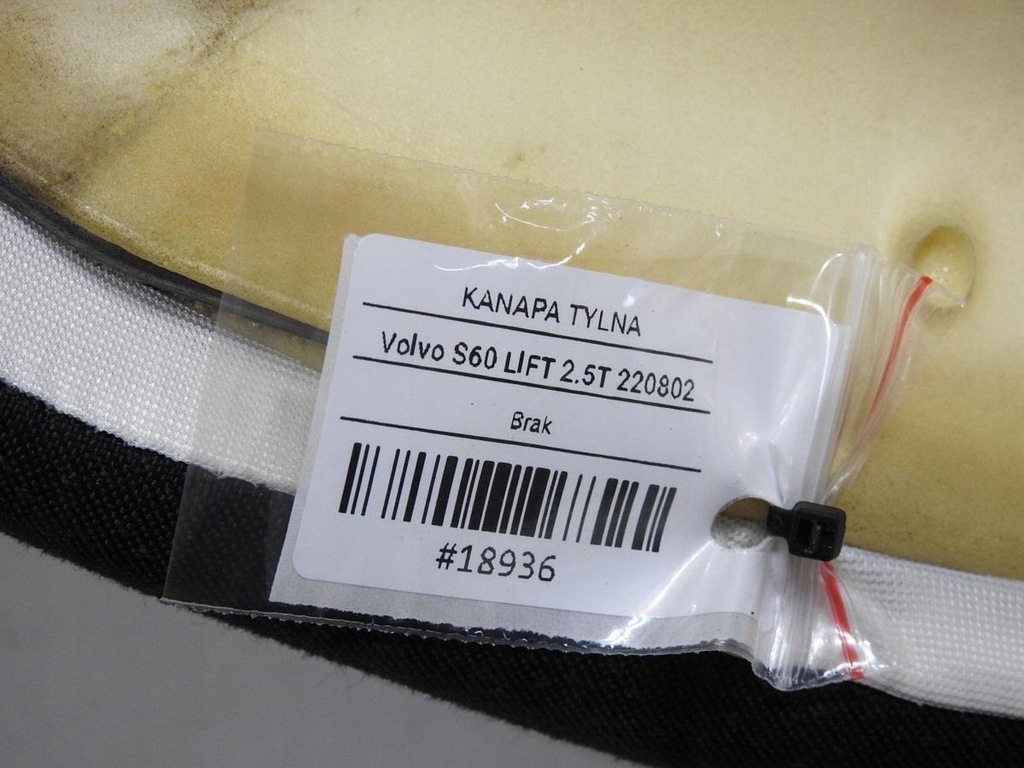 KANAPA TYLNA
Volvo S60 LIFT 2.5T 220802
Brak
#18936